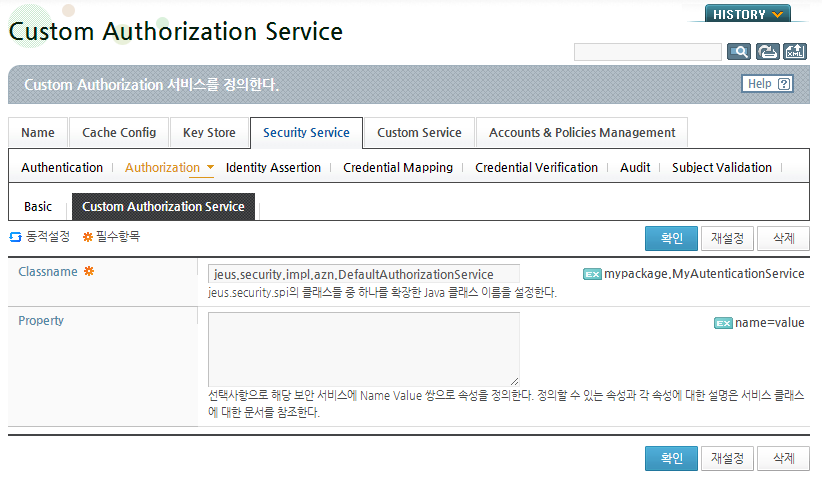 Custom Authorization Service
HISTORY
Custom Authorization 서비스를 정의한다.
Help ?
Name Cache Config Key Store Security Service Custom Service Accounts & Policies Management
Authentication Authorization Identity Assertion Credential Mapping Credential Verification Audit Subject Validation
Basic Custom Authorization Service
동적설정 필수항목 확인 재설정 삭제
Classname jeus.security.impl.azn.DefaultAuthorizationService EX mypackage.MyAutenticationService
jeus.security.spi의 클래스들 중 하나를 확장한 Java 클래스 이름을 설정한다.
Property EX name=value
선택사항으로 해당 보안 서비스에 Name Value 쌍으로 속성을 정의한다. 정의할 수 있는 속성과 각 속성에 대한 설명은 서비스 클래스
에 대한 문서를 참조한다.
확인 재설정 삭제